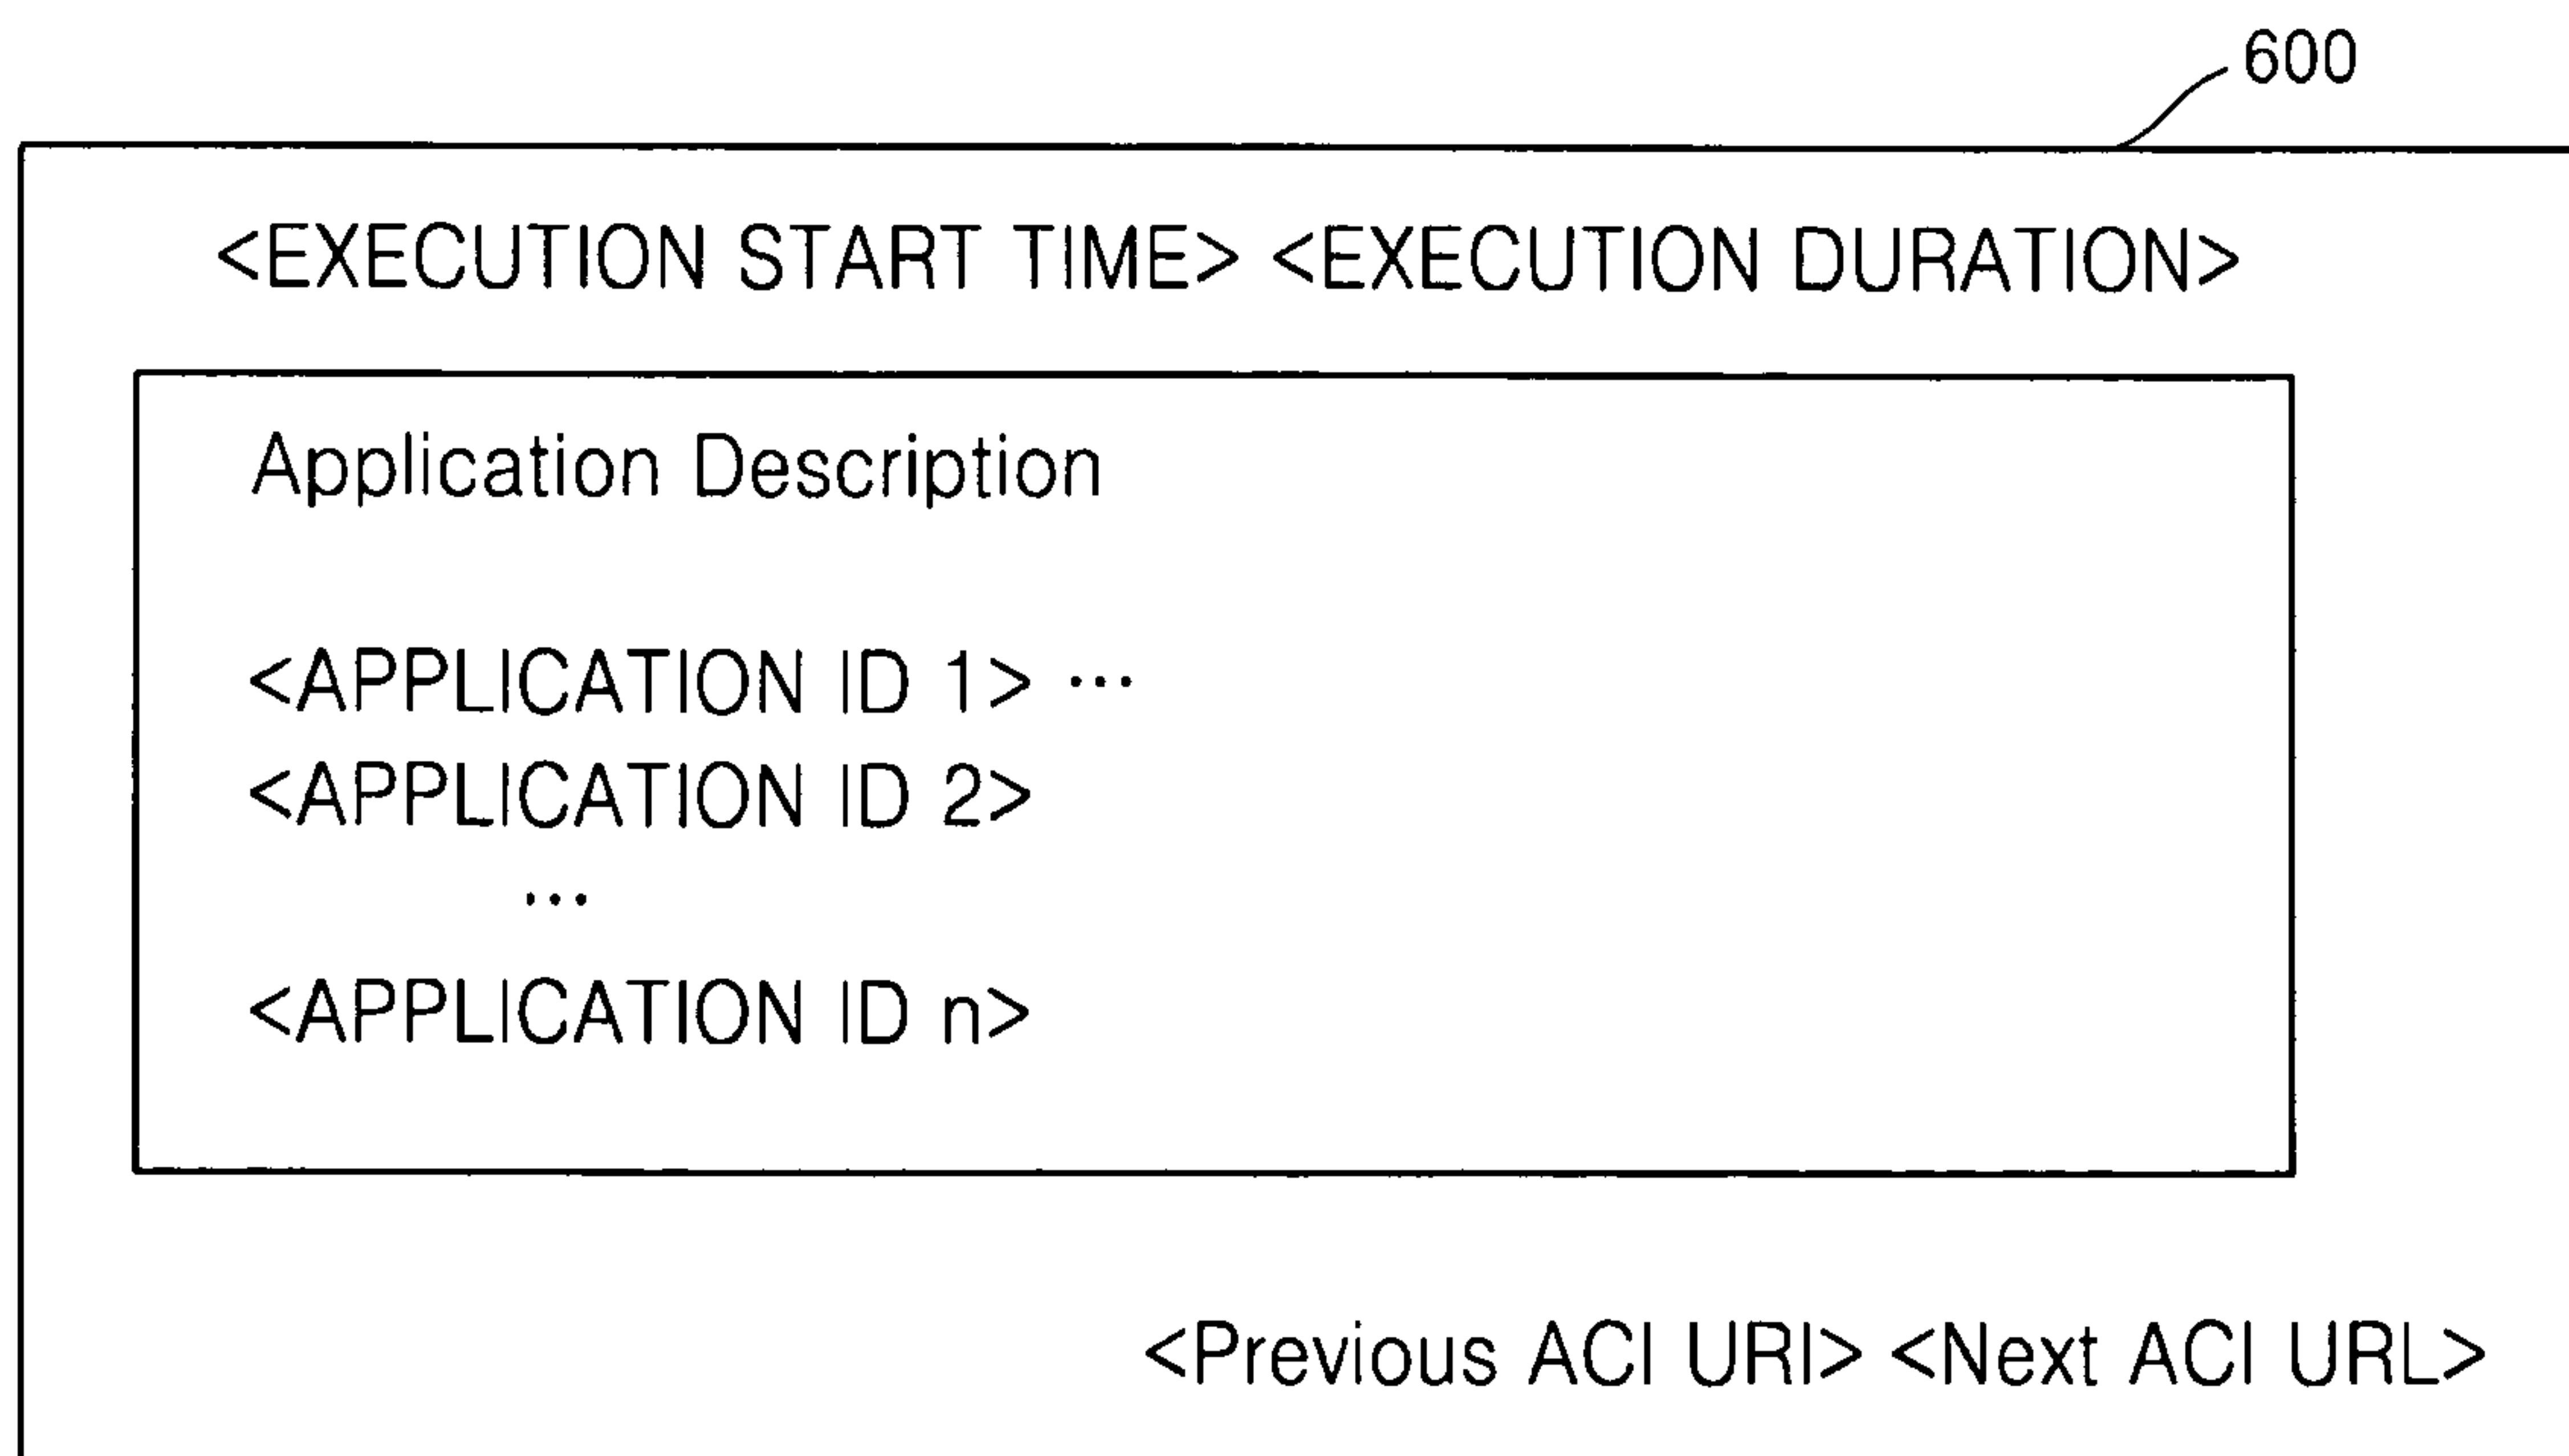 600
<EXECUTION START TIME> <EXECUTION DURATION>
Application Description
<APPLICATION ID 1> ···
<APPLICATION ID 2>
···
<APPLICATION ID n>
<Previous ACI URI> <Next ACI URL>